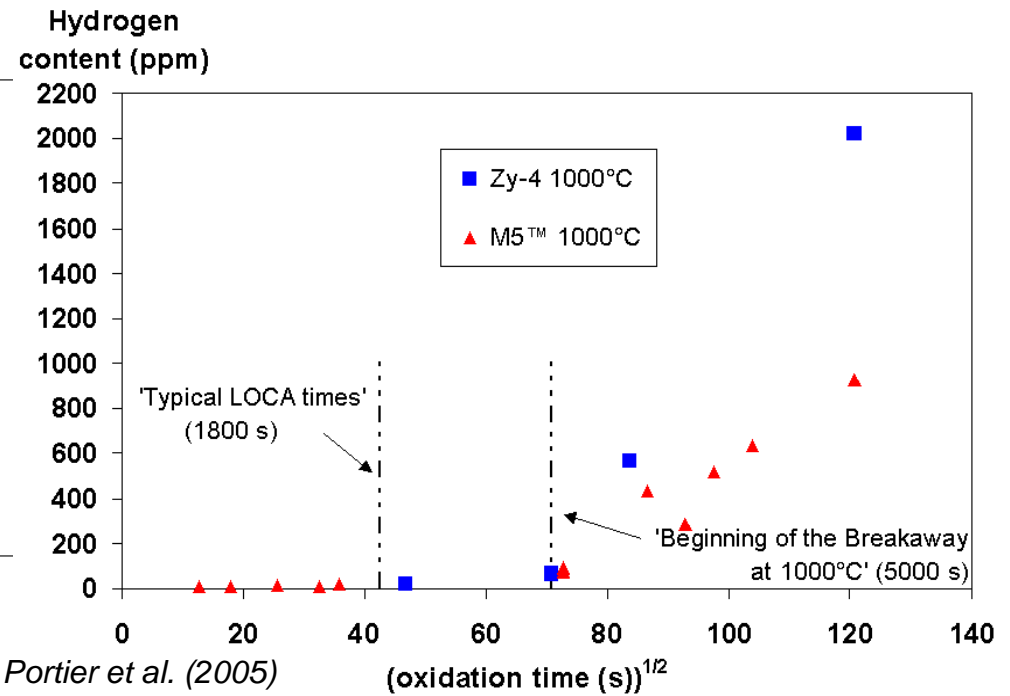 Hydrogen
content (ppm)
2200
2000
1800
1600
1400
1200
1000
800
600
400
200
0
Zy-4 1000°C
M5™ 1000°C
'Typical LOCA times'
(1800 s)
'Beginning of the Breakaway
at 1000°C' (5000 s)
0 20 40 60 80 100 120 140
Portier et al. (2005)
(oxidation time (s))1/2